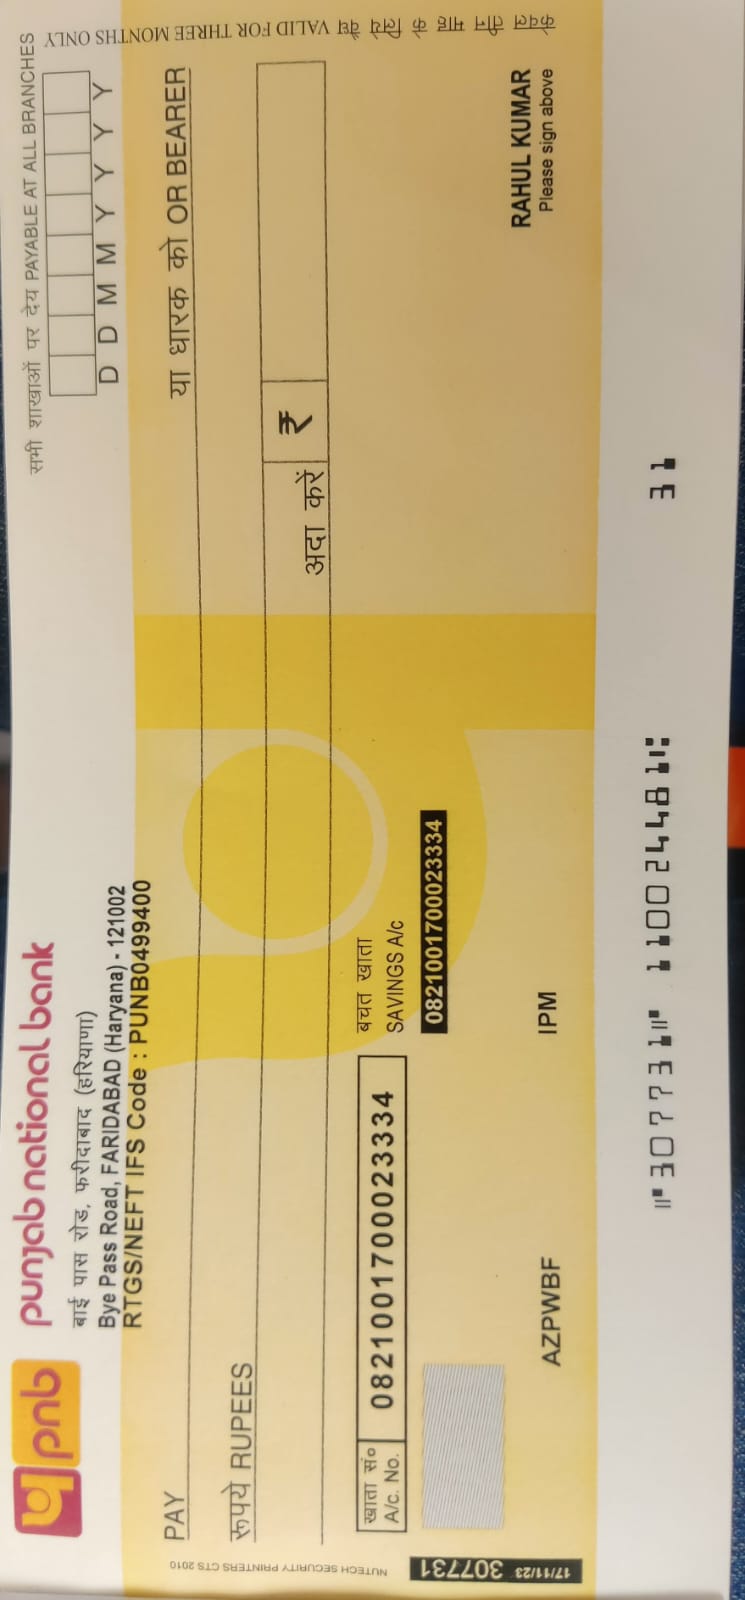 केवल तीन माह के लिये वैध VALID FOR THREE MONTHS ONLY
सभी शाखाओं पर देय PAYABLE AT ALL BRANCHES
D D M M Y Y Y Y
pnb punjab national bank
बाई पास रोड, फरीदाबाद (हरियाणा)
Bye Pass Road, FARIDABAD (Haryana) - 121002
RTGS/NEFT IFS Code : PUNB0499400
PAY या धारक को OR BEARER
रूपये RUPEES
अदा करें ₹
खाता सं०
A/c. No.
0821001700023334
बचत खाता
SAVINGS A/c
0821001700023334
AZPWBF IPM
RAHUL KUMAR
Please sign above
NUTECH SECURITY PRINTERS CTS 2010
17/11/23 307731
⑈307731⑈ 110024481⑆ 31